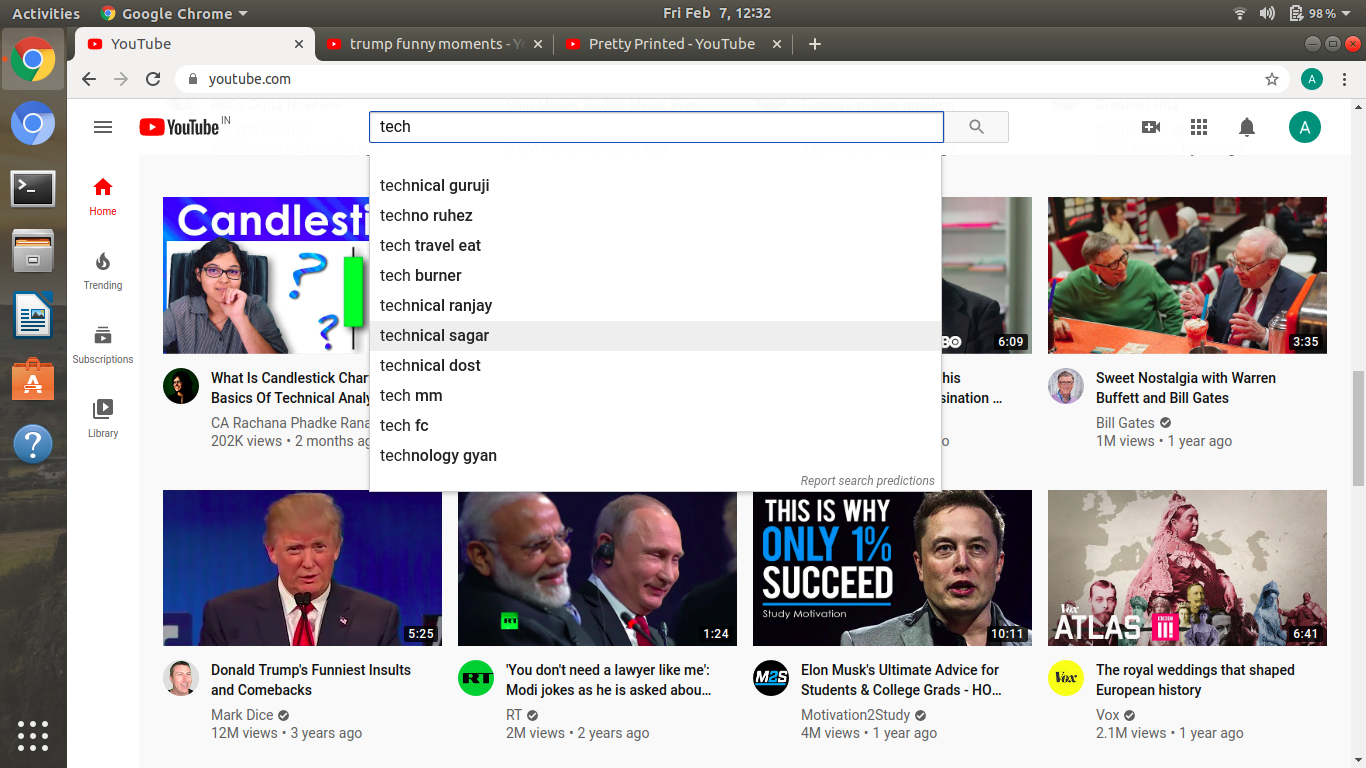 Activities
Google Chrome
Fri Feb 7, 12:32
98%
YouTube
trump funny moments - Yo
Pretty Printed - YouTube
youtube.com
A
YouTube IN
tech
A
Home
Trending
Subscriptions
Library
technical guruji
techno ruhez
tech travel eat
tech burner
technical ranjay
technical sagar
technical dost
tech mm
tech fc
technology gyan
Report search predictions
Candlesti
BO
6:09
3:35
What Is Candlestick Char
Basics Of Technical Analy
CA Rachana Phadke Rana
202K views • 2 months ag
his
sination ...
o
Sweet Nostalgia with Warren
Buffett and Bill Gates
Bill Gates
1M views • 1 year ago
5:25
RT
1:24
THIS IS WHY
ONLY 1%
SUCCEED
Study Motivation
10:11
Vox
ATLAS
BBC
III!
6:41
Donald Trump's Funniest Insults
and Comebacks
Mark Dice
12M views • 3 years ago
RT
'You don't need a lawyer like me':
Modi jokes as he is asked abou...
RT
2M views • 2 years ago
M2S
Elon Musk's Ultimate Advice for
Students & College Grads - HO...
Motivation2Study
4M views • 1 year ago
Vox
The royal weddings that shaped
European history
Vox
2.1M views • 1 year ago